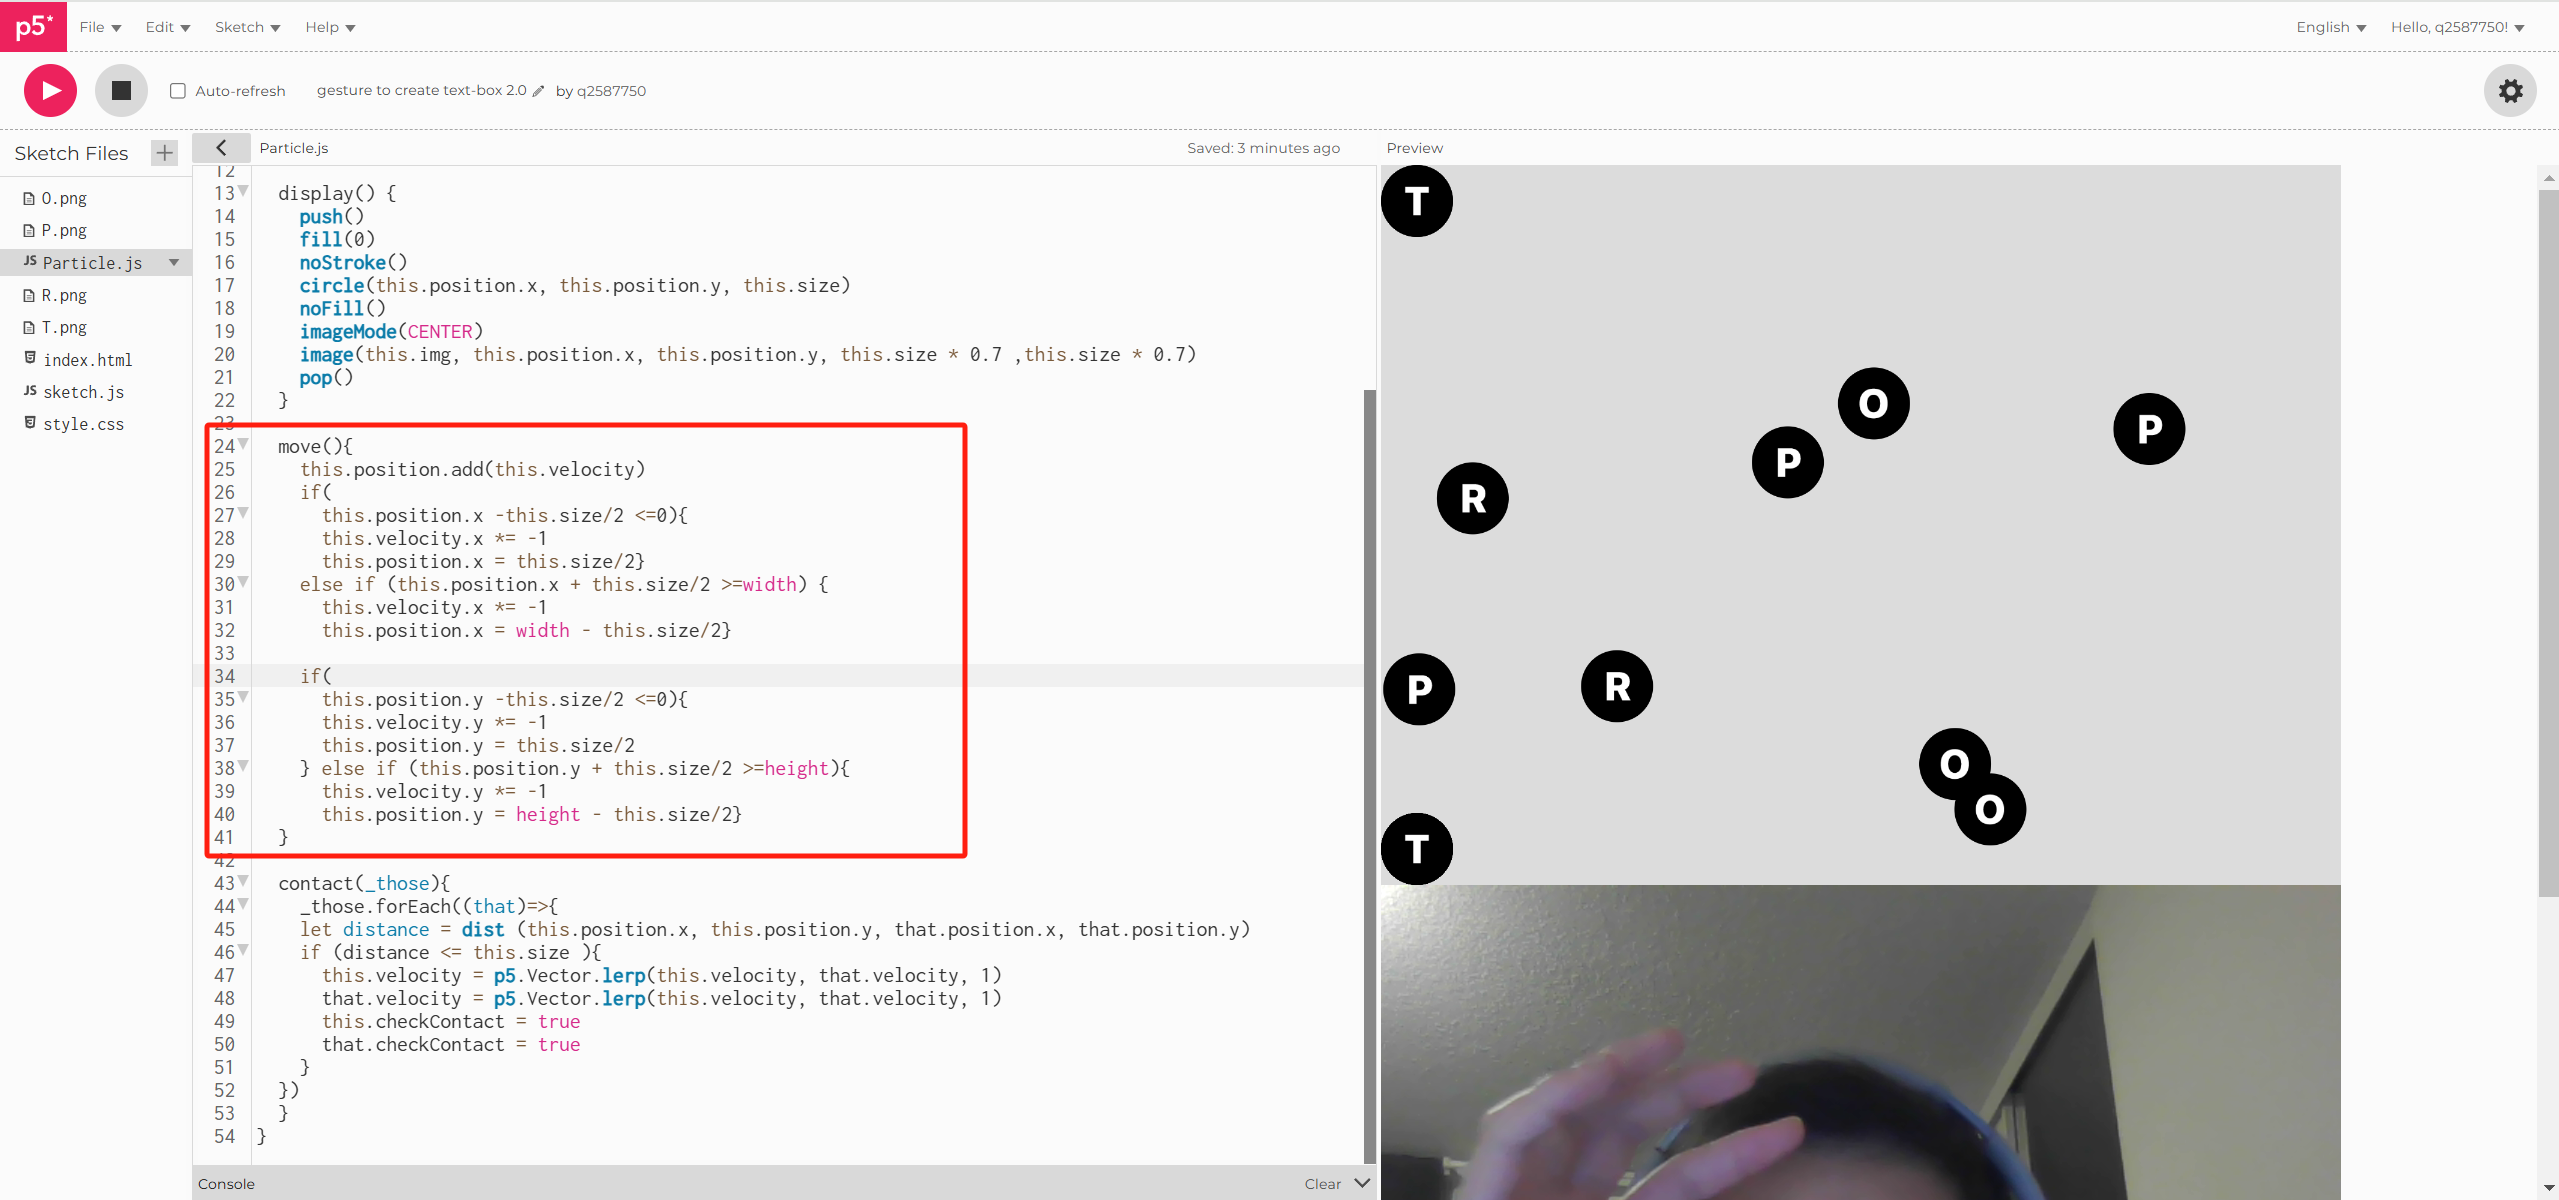 p5* File Edit Sketch Help English Hello, q2587750!
Auto-refresh gesture to create text-box 2.0 by q2587750
Sketch Files
O.png
P.png
Particle.js
R.png
T.png
index.html
sketch.js
style.css
Particle.js Saved: 3 minutes ago
12
13 display() {
14 push()
15 fill(0)
16 noStroke()
17 circle(this.position.x, this.position.y, this.size)
18 noFill()
19 imageMode(CENTER)
20 image(this.img, this.position.x, this.position.y, this.size * 0.7 ,this.size * 0.7)
21 pop()
22 }
23
24 move(){
25 this.position.add(this.velocity)
26 if(
27 this.position.x -this.size/2 <=0){
28 this.velocity.x *= -1
29 this.position.x = this.size/2}
30 else if (this.position.x + this.size/2 >=width) {
31 this.velocity.x *= -1
32 this.position.x = width - this.size/2}
33
34 if(
35 this.position.y -this.size/2 <=0){
36 this.velocity.y *= -1
37 this.position.y = this.size/2
38 } else if (this.position.y + this.size/2 >=height){
39 this.velocity.y *= -1
40 this.position.y = height - this.size/2}
41 }
42
43 contact(_those){
44 _those.forEach((that)=>{
45 let distance = dist (this.position.x, this.position.y, that.position.x, that.position.y)
46 if (distance <= this.size ){
47 this.velocity = p5.Vector.lerp(this.velocity, that.velocity, 1)
48 that.velocity = p5.Vector.lerp(this.velocity, that.velocity, 1)
49 this.checkContact = true
50 that.checkContact = true
51 }
52 })
53 }
54 }
Console Clear
Preview
T
O
P
P
R
P
R
O
O
T